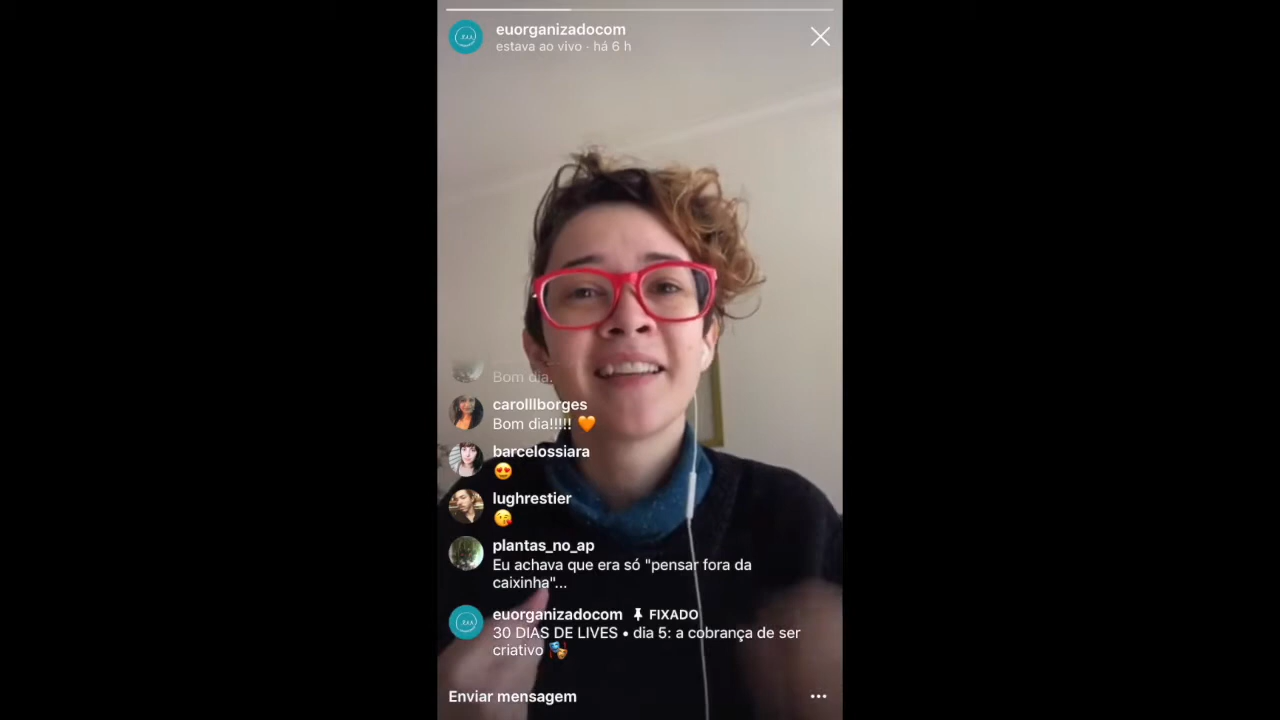 euorganizadocom
estava ao vivo · há 6 h
Bom dia.
carolllborges
Bom dia!!!!! 🧡
barcelossiara
😍
lughrestier
😘
plantas_no_ap
Eu achava que era só "pensar fora da
caixinha"...
euorganizadocom FIXADO
30 DIAS DE LIVES • dia 5: a cobrança de ser
criativo 🎭
Enviar mensagem